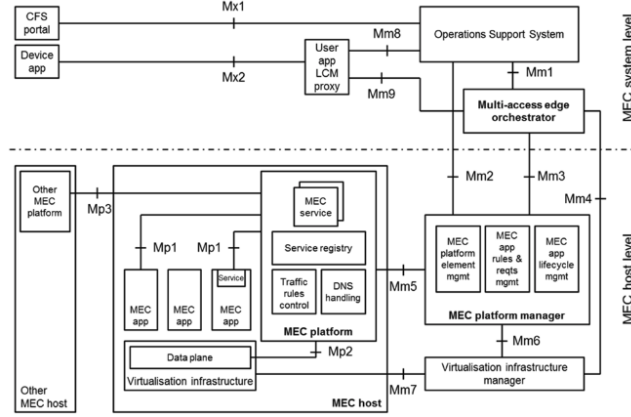 CFS
portal
Mx1
Operations Support System
Mm8
Device
app
Mx2
User
app
LCM
proxy
Mm9
Mm1
Multi-access edge
orchestrator
MEC system level
Other
MEC
platform
Mp3
MEC
service
Mm2
Mm3
Mm4
Mp1
Mp1
Service registry
MEC
platform
element
mgmt
MEC
app
rules &
reqts
mgmt
MEC
app
lifecycle
mgmt
Service
MEC
app
MEC
app
MEC
app
Traffic
rules
control
DNS
handling
Mm5
MEC platform
MEC platform manager
MEC host level
Mp2
Mm6
Data plane
Virtualisation infrastructure
Mm7
Virtualisation infrastructure
manager
Other
MEC host
MEC host